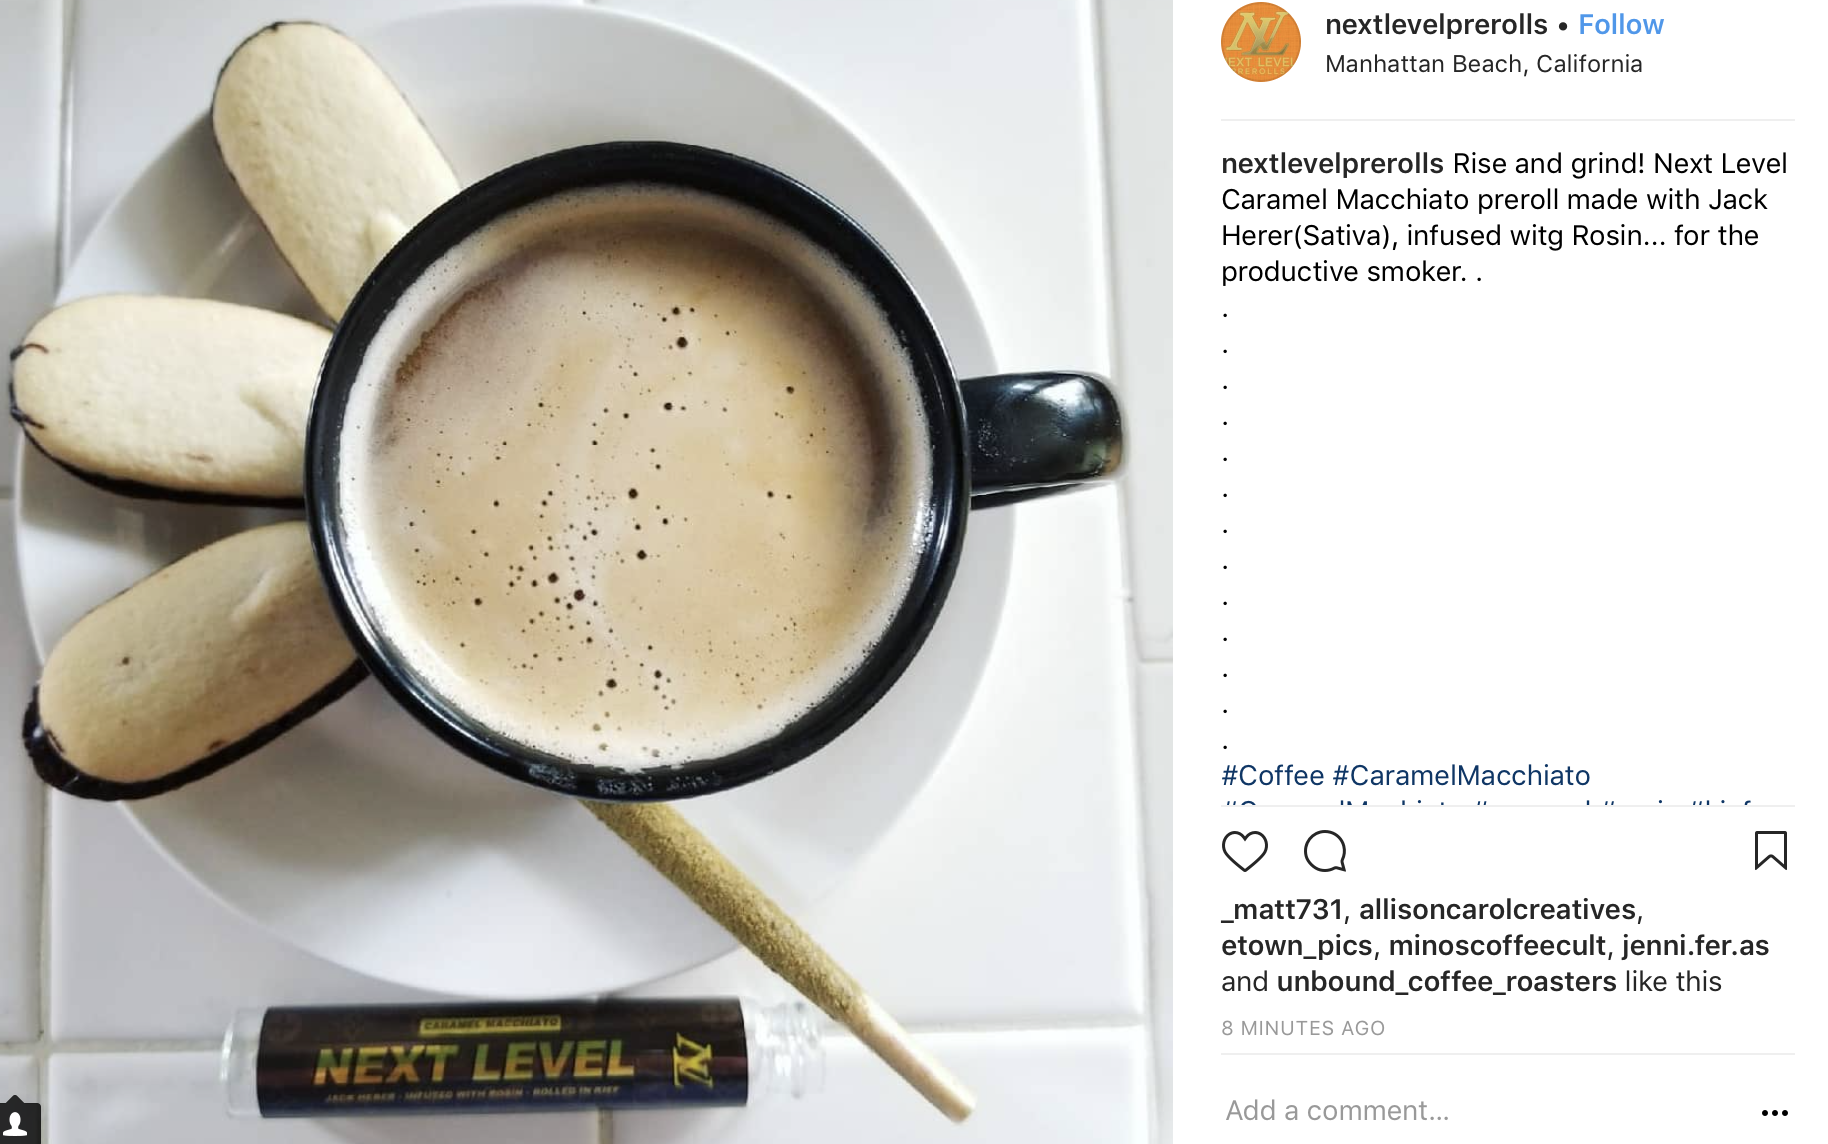 nextlevelprerolls • Follow
Manhattan Beach, California
NL
NEXT LEVEL
PREROLLS
nextlevelprerolls Rise and grind! Next Level
Caramel Macchiato preroll made with Jack
Herer(Sativa), infused witg Rosin... for the
productive smoker. .
.
.
.
.
.
.
.
.
.
.
.
.
.
#Coffee #CaramelMacchiato
_matt731, allisoncarolcreatives,
etown_pics, minoscoffeecult, jenni.fer.as
and unbound_coffee_roasters like this
8 MINUTES AGO
Add a comment...
CARAMEL MACCHIATO
NEXT LEVEL
NL
JACK HERER - INFUSED WITH ROSIN - ROLLED IN KIEF